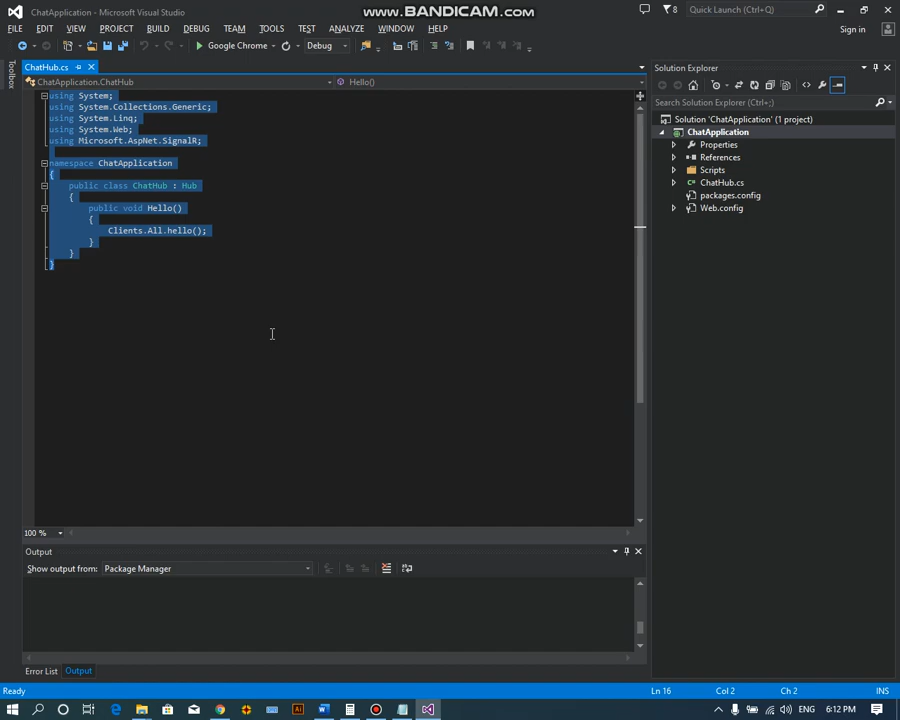 ChatApplication - Microsoft Visual Studio
www.BANDICAM.com
8
Quick Launch (Ctrl+Q)
FILE EDIT VIEW PROJECT BUILD DEBUG TEAM TOOLS TEST ANALYZE WINDOW HELP
Sign in
Google Chrome
Debug
Toolbox
ChatHub.cs
ChatApplication.ChatHub
Hello()
using System;
using System.Collections.Generic;
using System.Linq;
using System.Web;
using Microsoft.AspNet.SignalR;
namespace ChatApplication
{
public class ChatHub : Hub
{
public void Hello()
{
Clients.All.hello();
}
}
}
100 %
Output
Show output from: Package Manager
Error List Output
Solution Explorer
Search Solution Explorer (Ctrl+;)
Solution 'ChatApplication' (1 project)
ChatApplication
Properties
References
Scripts
ChatHub.cs
packages.config
Web.config
Ready
Ln 16
Col 2
Ch 2
INS
ENG
6:12 PM